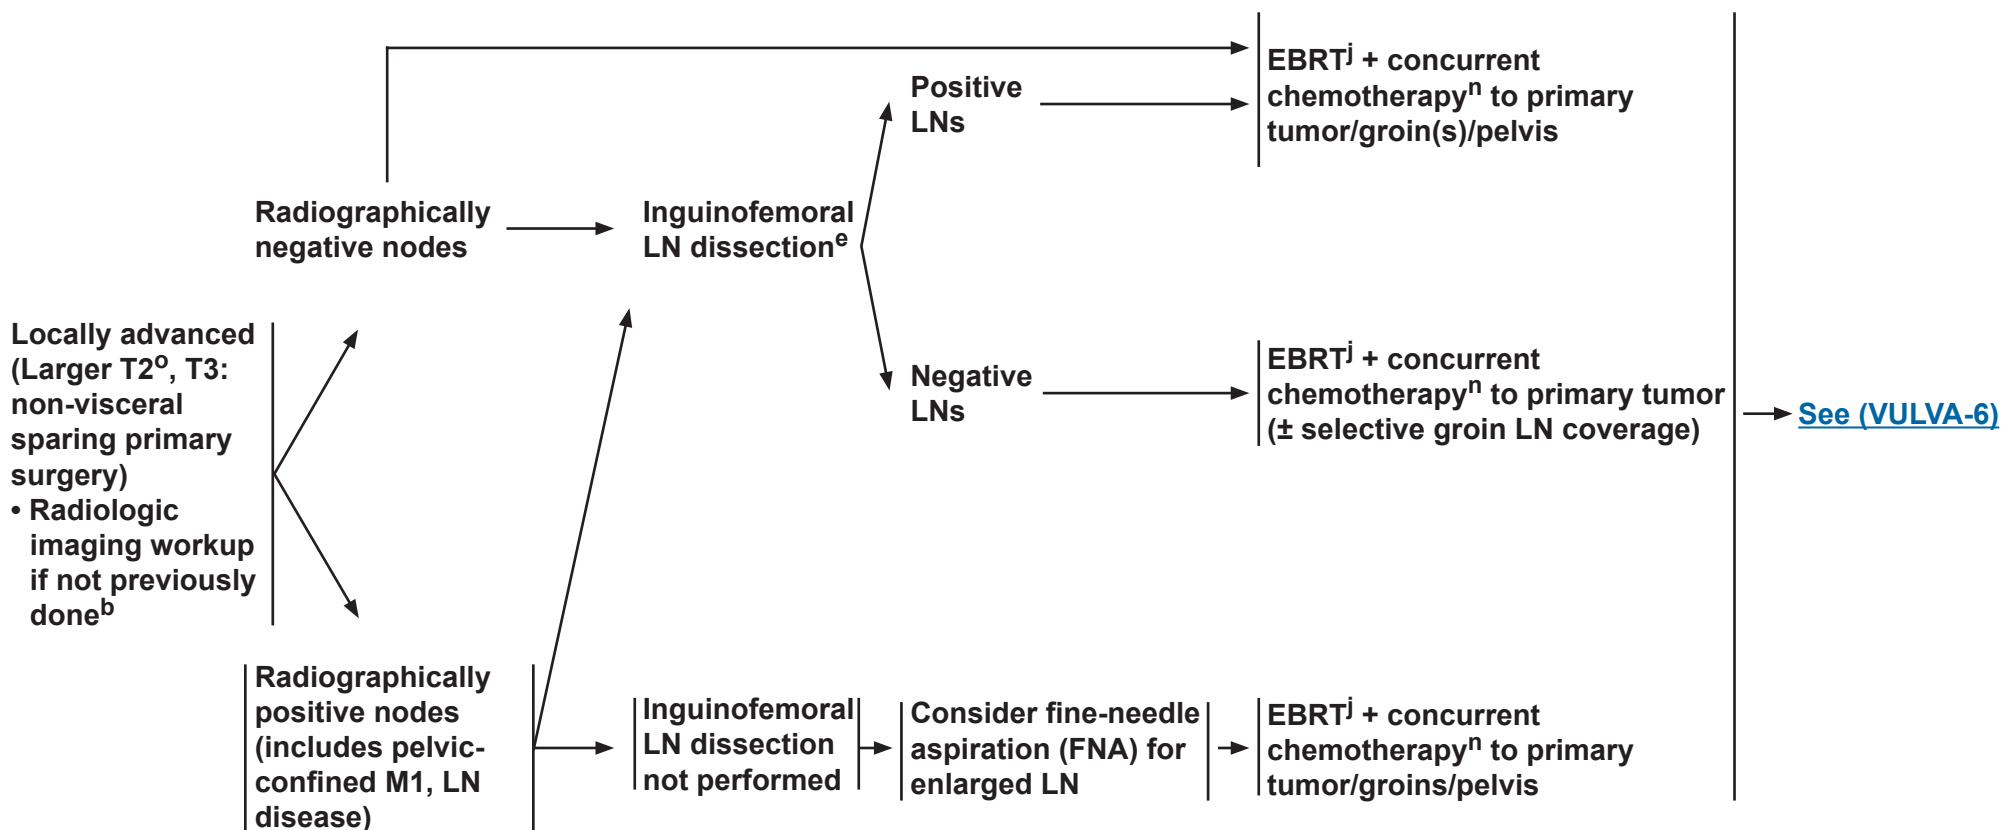 EBRTj + concurrent
chemotherapyn to primary
tumor/groin(s)/pelvis
Positive
LNs
Radiographically
negative nodes
Inguinofemoral
LN dissectione
Locally advanced
(Larger T2o, T3:
non-visceral
sparing primary
surgery)
• Radiologic
imaging workup
if not previously
doneb
Negative
LNs
EBRTj + concurrent
chemotherapyn to primary tumor
(± selective groin LN coverage)
See (VULVA-6)
Radiographically
positive nodes
(includes pelvic-
confined M1, LN
disease)
Inguinofemoral
LN dissection
not performed
Consider fine-needle
aspiration (FNA) for
enlarged LN
EBRTj + concurrent
chemotherapyn to primary
tumor/groins/pelvis